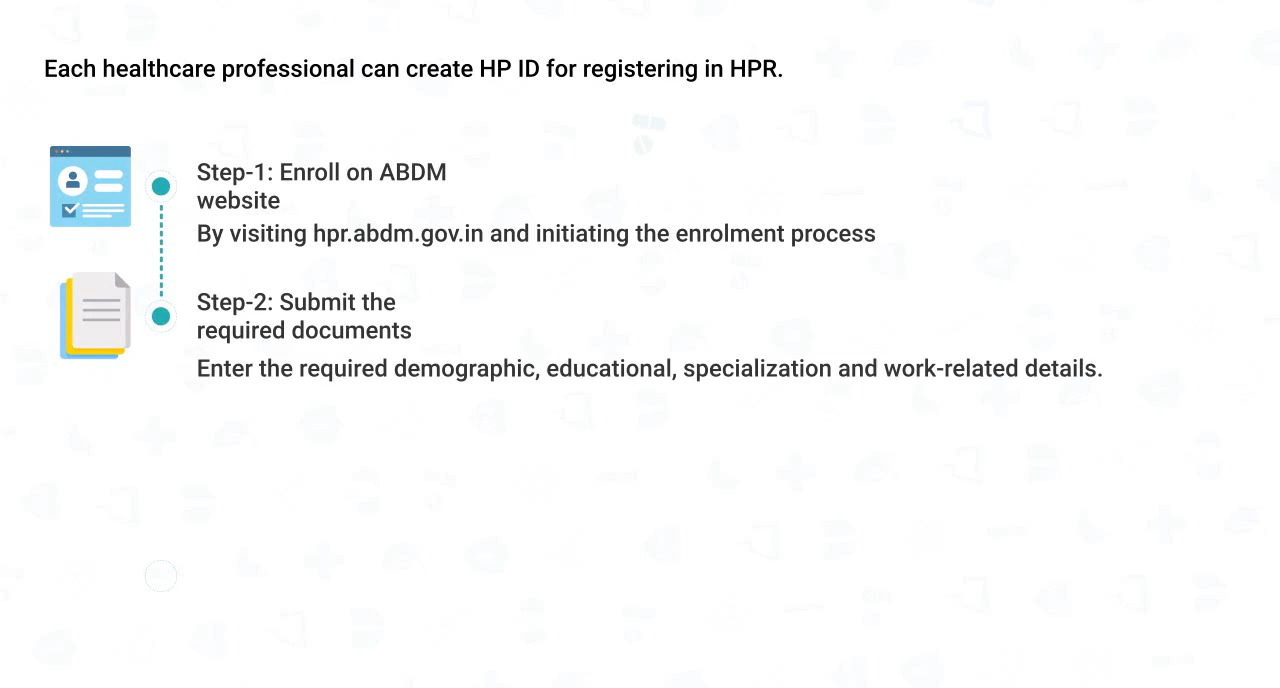 Each healthcare professional can create HP ID for registering in HPR.
Step-1: Enroll on ABDM
website
By visiting hpr.abdm.gov.in and initiating the enrolment process
Step-2: Submit the
required documents
Enter the required demographic, educational, specialization and work-related details.